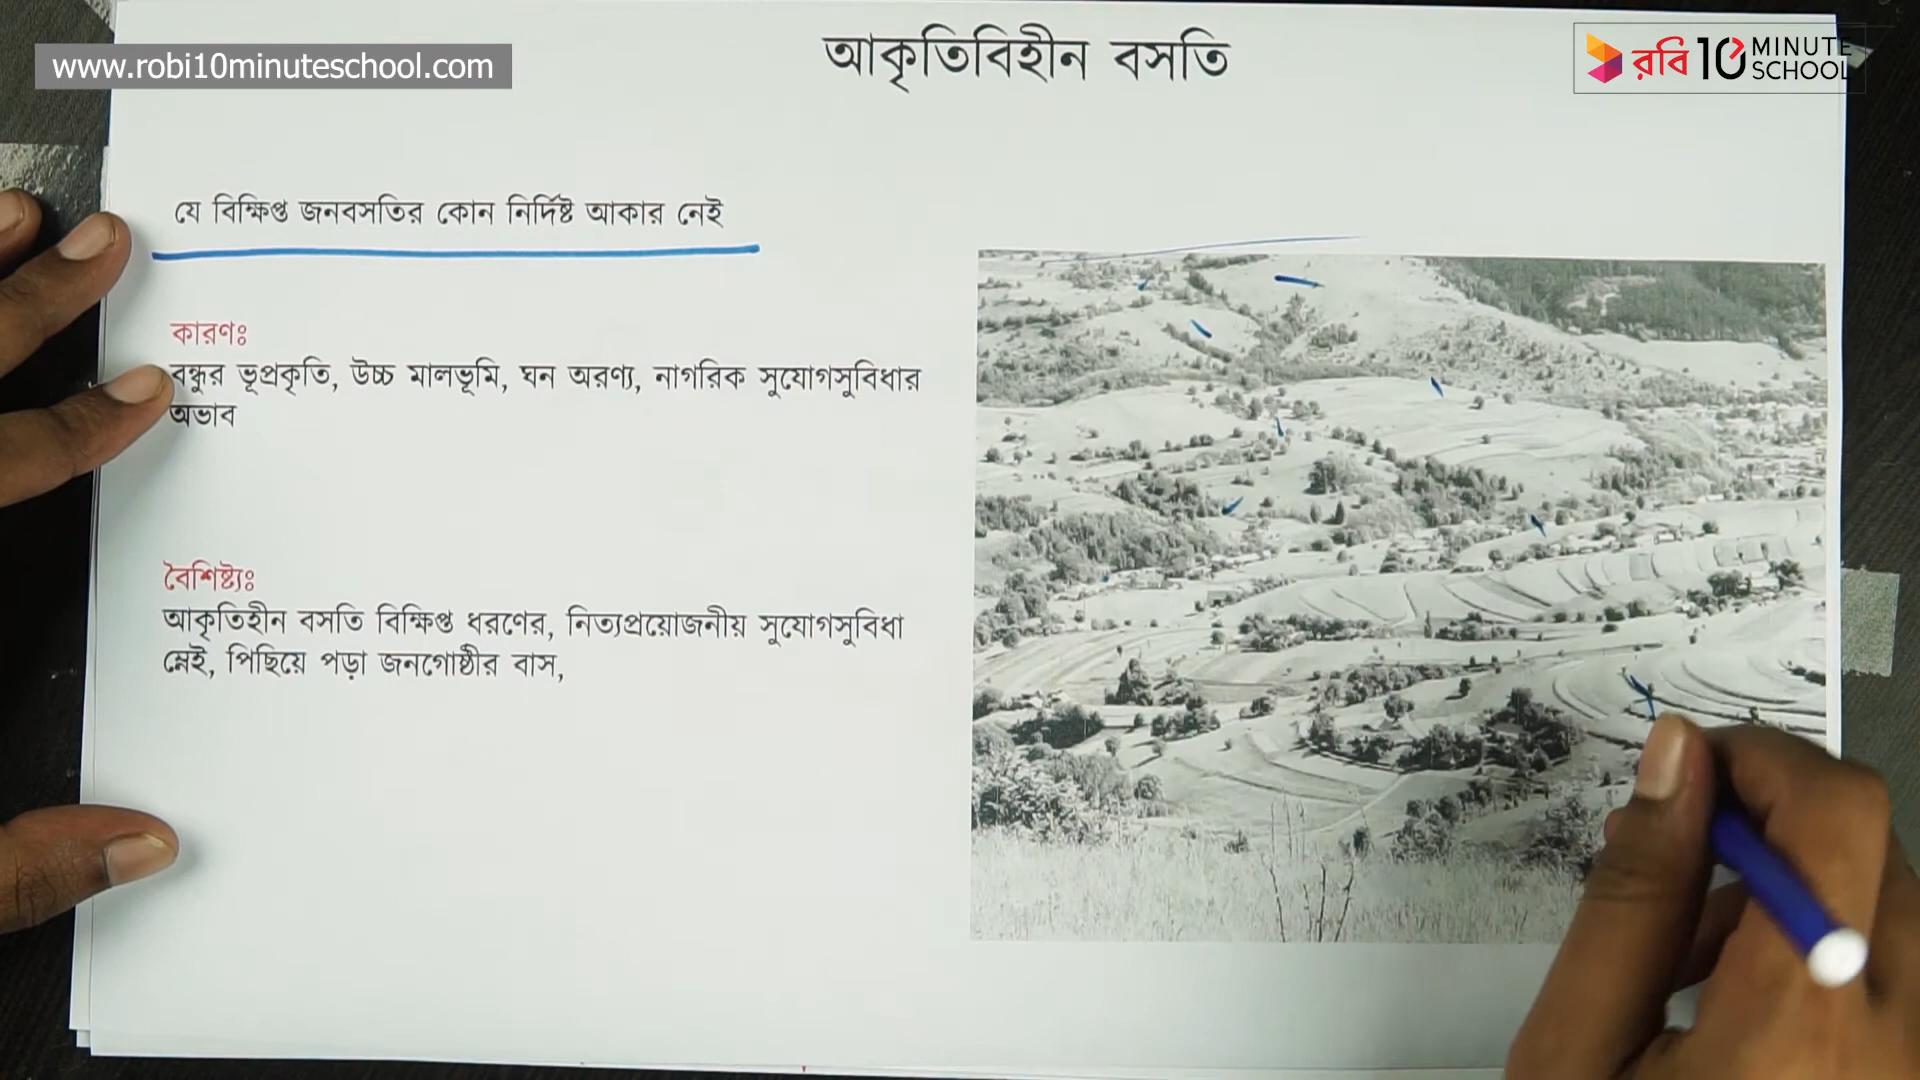 www.robi10minuteschool.com
আকৃতিবিহীন বসতি
রবি 10 MINUTE SCHOOL
যে বিক্ষিপ্ত জনবসতির কোন নির্দিষ্ট আকার নেই
কারণঃ
বন্ধুর ভূপ্রকৃতি, উচ্চ মালভূমি, ঘন অরণ্য, নাগরিক সুযোগসুবিধার
অভাব
বৈশিষ্ট্যঃ
আকৃতিহীন বসতি বিক্ষিপ্ত ধরণের, নিত্যপ্রয়োজনীয় সুযোগসুবিধা
নেই, পিছিয়ে পড়া জনগোষ্ঠীর বাস,